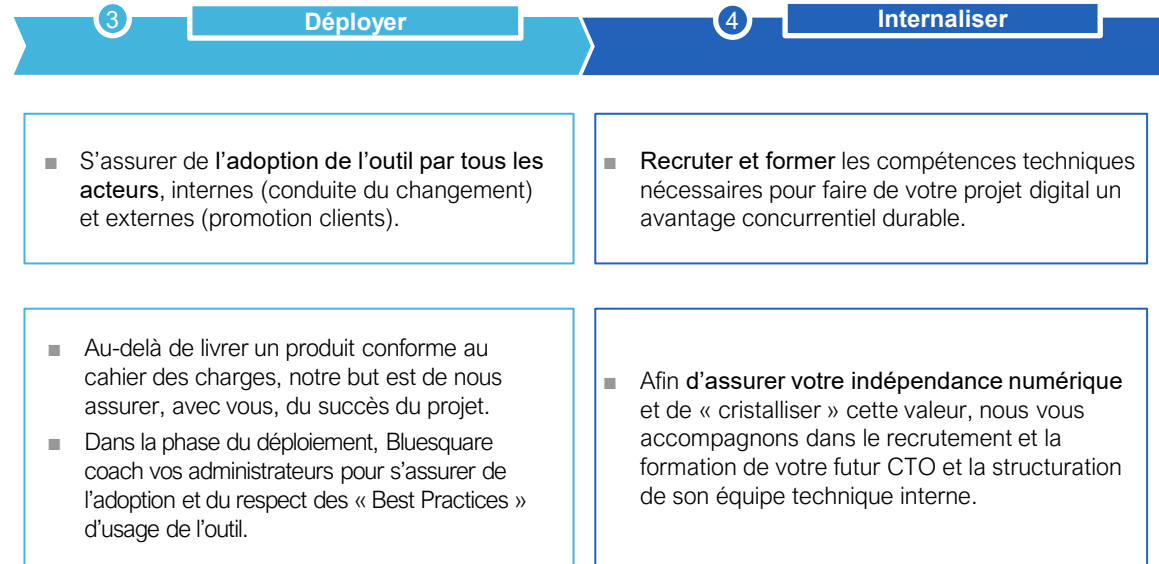 3
Déployer
4
Internaliser
■ S’assurer de l’adoption de l’outil par tous les
acteurs, internes (conduite du changement)
et externes (promotion clients).
■ Recruter et former les compétences techniques
nécessaires pour faire de votre projet digital un
avantage concurrentiel durable.
■ Au-delà de livrer un produit conforme au
cahier des charges, notre but est de nous
assurer, avec vous, du succès du projet.
■ Dans la phase du déploiement, Bluesquare
coach vos administrateurs pour s’assurer de
l’adoption et du respect des « Best Practices »
d’usage de l’outil.
■ Afin d’assurer votre indépendance numérique
et de « cristalliser » cette valeur, nous vous
accompagnons dans le recrutement et la
formation de votre futur CTO et la structuration
de son équipe technique interne.